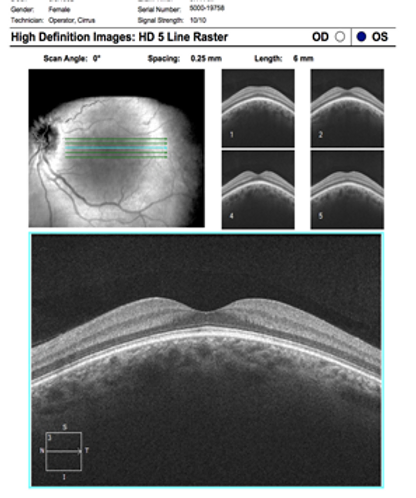 Gender: Female Serial Number: 5000-19758
Technician: Operator, Cirrus Signal Strength: 10/10
High Definition Images: HD 5 Line Raster OD OS
Scan Angle: 0° Spacing: 0.25 mm Length: 6 mm
1 2
4 5
3
S
N T
I